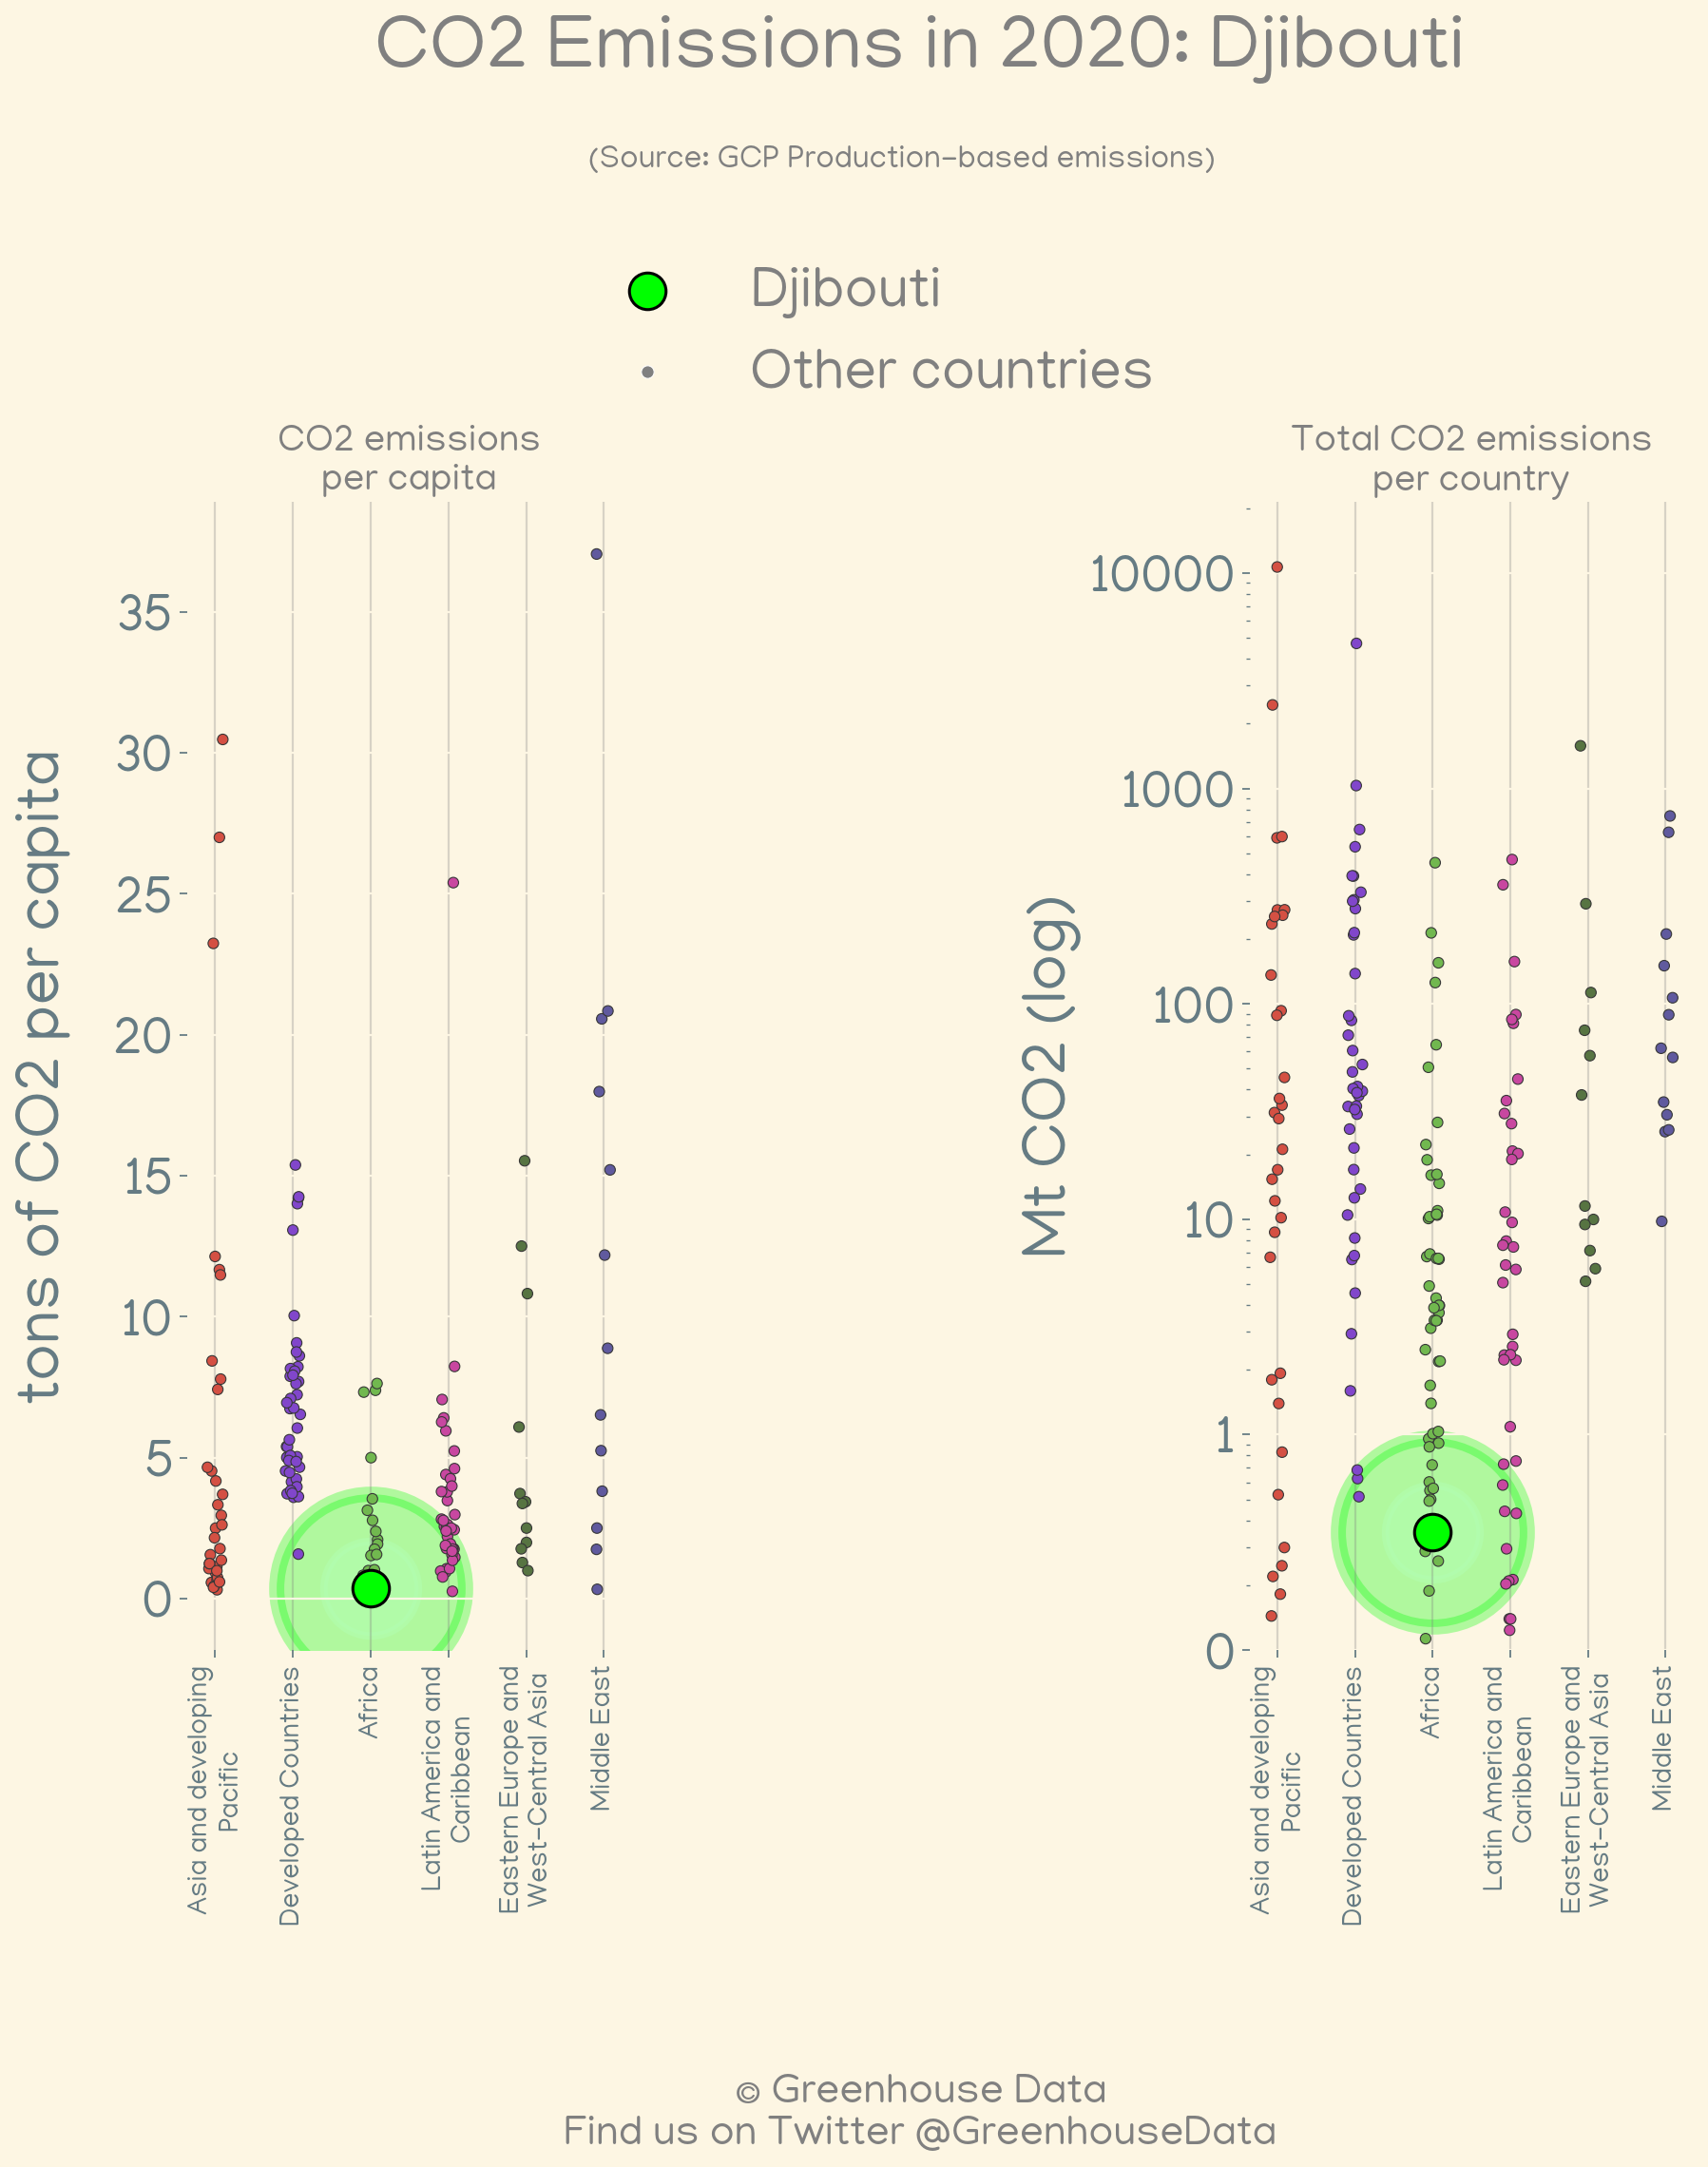 CO2 Emissions in 2020: Djibouti
(Source: GCP Production-based emissions)
Djibouti
Other countries
CO2 emissions
per capita
tons of CO2 per capita
35
30
25
20
15
10
5
0
Asia and developing
Pacific
Developed Countries
Africa
Latin America and
Caribbean
Eastern Europe and
West-Central Asia
Middle East
Total CO2 emissions
per country
Mt CO2 (log)
10000
1000
100
10
1
0
Asia and developing
Pacific
Developed Countries
Africa
Latin America and
Caribbean
Eastern Europe and
West-Central Asia
Middle East
© Greenhouse Data
Find us on Twitter @GreenhouseData